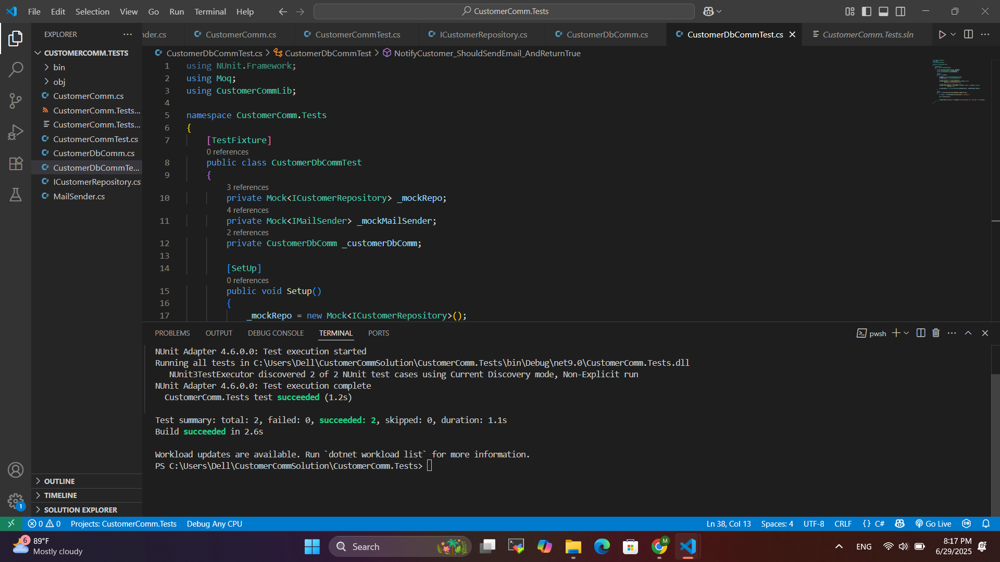 File Edit Selection View Go Run Terminal Help
CustomerComm.Tests
EXPLORER
nder.cs
CustomerComm.cs
CustomerCommTest.cs
ICustomerRepository.cs
CustomerDbComm.cs
CustomerDbCommTest.cs
CustomerComm.Tests.sln
CUSTOMERCOMM.TESTS
bin
obj
CustomerComm.cs
CustomerComm.Tests...
CustomerComm.Tests...
CustomerCommTest.cs
CustomerDbComm.cs
CustomerDbCommTe...
ICustomerRepository.cs
MailSender.cs
OUTLINE
TIMELINE
SOLUTION EXPLORER
CustomerDbCommTest.cs > CustomerDbCommTest > NotifyCustomer_ShouldSendEmail_AndReturnTrue
1 using NUnit.Framework;
2 using Moq;
3 using CustomerCommLib;
4
5 namespace CustomerComm.Tests
6 {
7 [TestFixture]
0 references
8 public class CustomerDbCommTest
9 {
3 references
10 private Mock<ICustomerRepository> _mockRepo;
4 references
11 private Mock<IMailSender> _mockMailSender;
2 references
12 private CustomerDbComm _customerDbComm;
13
14 [SetUp]
0 references
15 public void Setup()
16 {
17 _mockRepo = new Mock<ICustomerRepository>();
PROBLEMS OUTPUT DEBUG CONSOLE TERMINAL PORTS
pwsh
NUnit Adapter 4.6.0.0: Test execution started
Running all tests in C:\Users\Dell\CustomerCommSolution\CustomerComm.Tests\bin\Debug\net9.0\CustomerComm.Tests.dll
NUnit3TestExecutor discovered 2 of 2 NUnit test cases using Current Discovery mode, Non-Explicit run
NUnit Adapter 4.6.0.0: Test execution complete
CustomerComm.Tests test succeeded (1.2s)
Test summary: total: 2, failed: 0, succeeded: 2, skipped: 0, duration: 1.1s
Build succeeded in 2.6s
Workload updates are available. Run `dotnet workload list` for more information.
PS C:\Users\Dell\CustomerCommSolution\CustomerComm.Tests>
1
0 0 Projects: CustomerComm.Tests Debug Any CPU
Ln 38, Col 13 Spaces: 4 UTF-8 CRLF {} C# Go Live
6
89°F
Mostly cloudy
Search
M
ENG
8:17 PM
6/29/2025